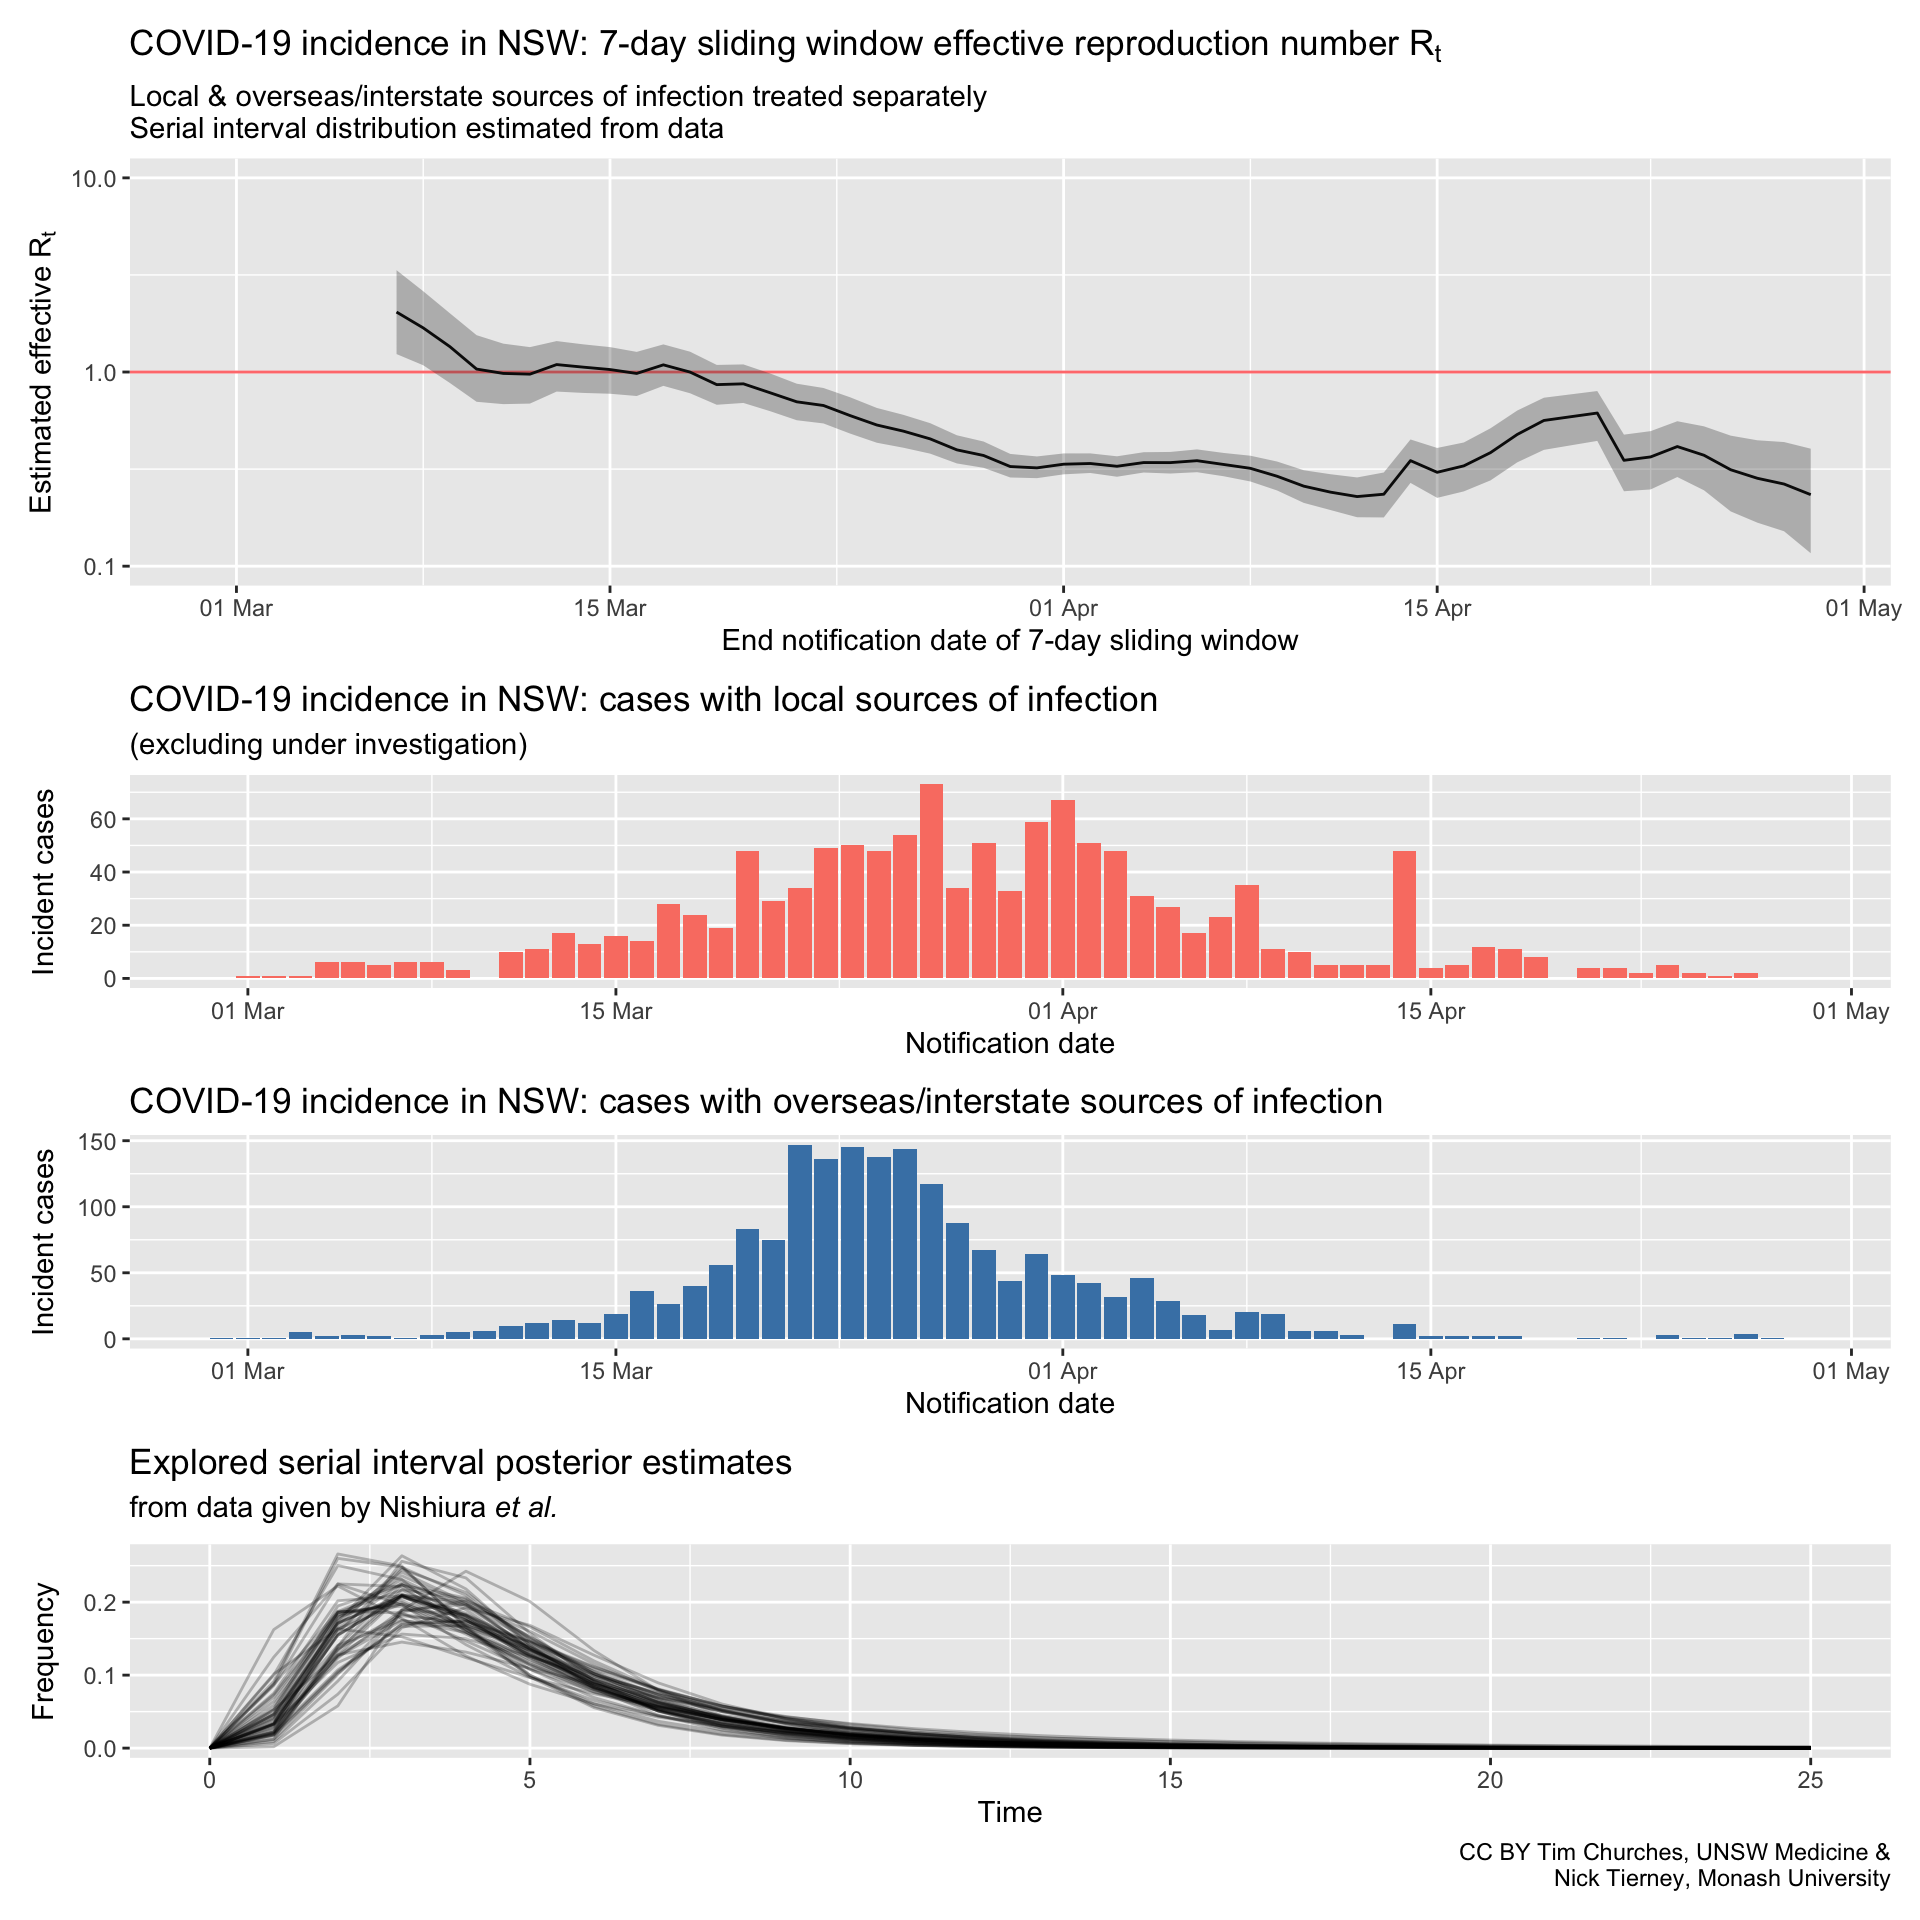 COVID-19 incidence in NSW: 7-day sliding window effective reproduction number Rt
Local & overseas/interstate sources of infection treated separately
Serial interval distribution estimated from data
Estimated effective Rt
10.0
1.0
0.1
01 Mar
15 Mar
01 Apr
15 Apr
01 May
End notification date of 7-day sliding window
COVID-19 incidence in NSW: cases with local sources of infection
(excluding under investigation)
Incident cases
60
40
20
0
01 Mar
15 Mar
01 Apr
15 Apr
01 May
Notification date
COVID-19 incidence in NSW: cases with overseas/interstate sources of infection
Incident cases
150
100
50
0
01 Mar
15 Mar
01 Apr
15 Apr
01 May
Notification date
Explored serial interval posterior estimates
from data given by Nishiura et al.
Frequency
0.2
0.1
0.0
0
5
10
15
20
25
Time
CC BY Tim Churches, UNSW Medicine &
Nick Tierney, Monash University